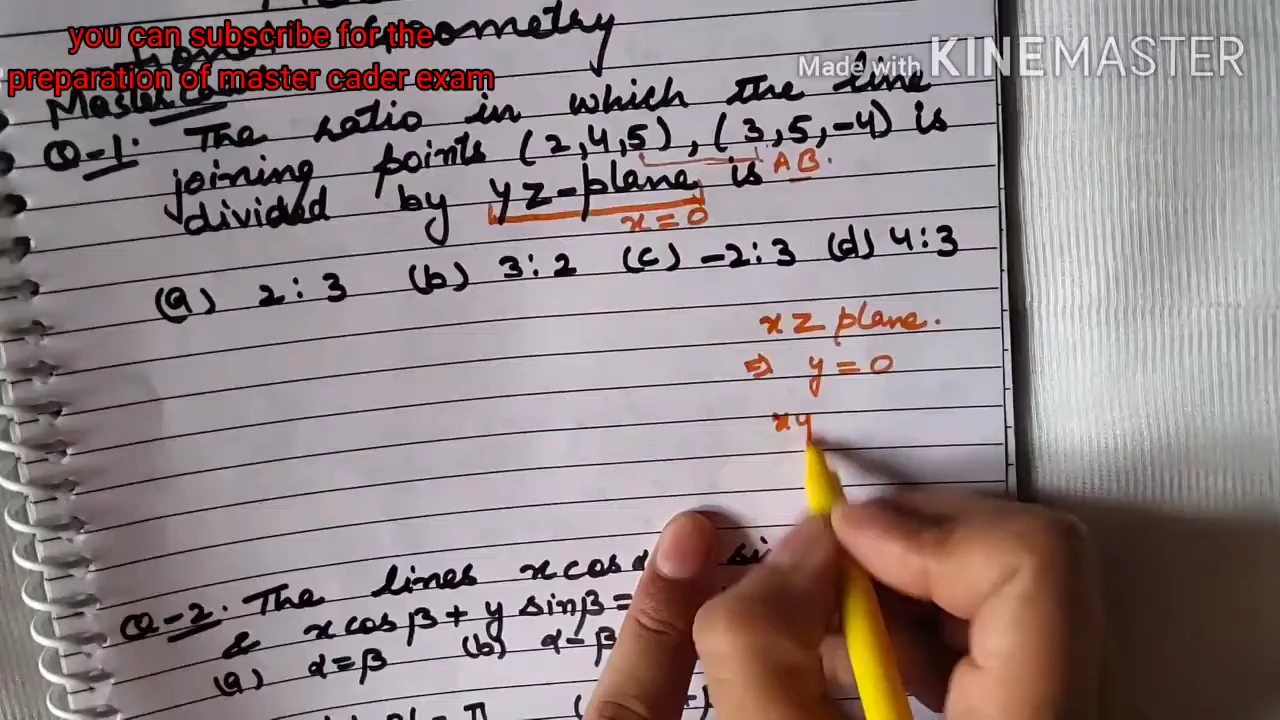 you can subscribe for the
preparation of master cader exam
Made with KINEMASTER
Master
Q-1. The ratio in which the line
joining points (2,4,5), (3,5,-4) is
AB.
divided by yz-plane is
x=0
(a) 2:3 (b) 3:2 (c) -2:3 (d) 4:3
xz plane.
⇒ y=0
xy
Q-2. The lines x cos α
& x cos β + y sin β =
(a) α=β (b) α-β